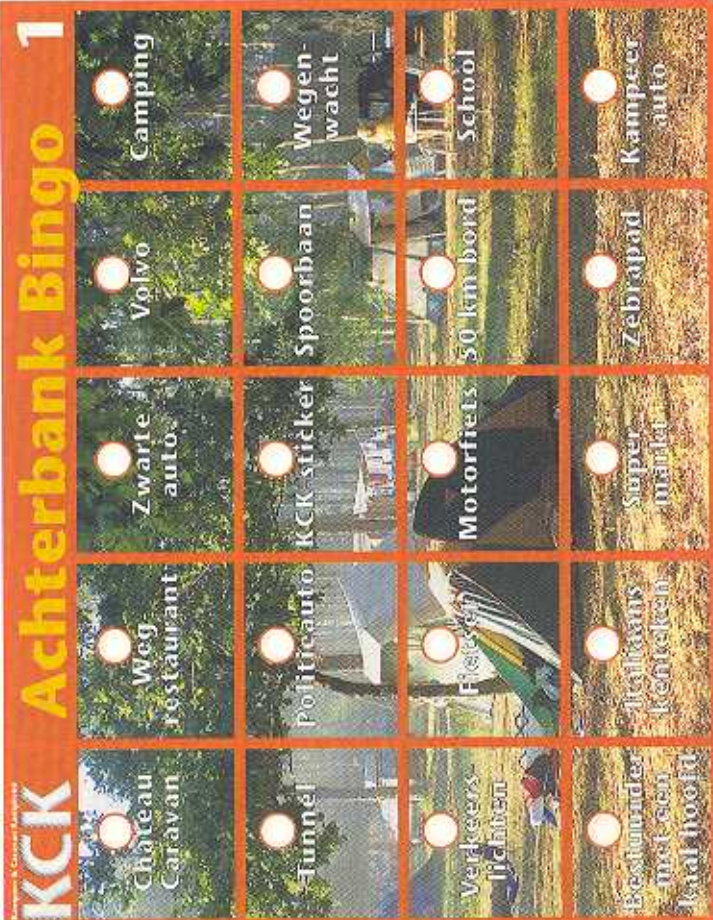 KCK Achterbank Bingo 1
Chateau
Caravan
Weg
restaurant
Zwarte
auto
Volvo
Camping
Tunnel
Politieauto
KCK-sticker
Spoorbaan
Wegen-
wacht
Verkeers
lichten
Fietsen
Motorfiets
50 km bord
School
Bestuurder
met een
kaal hoofd
Italiaans
kenteken
Super
markt
Zebrapad
Kampeer
auto